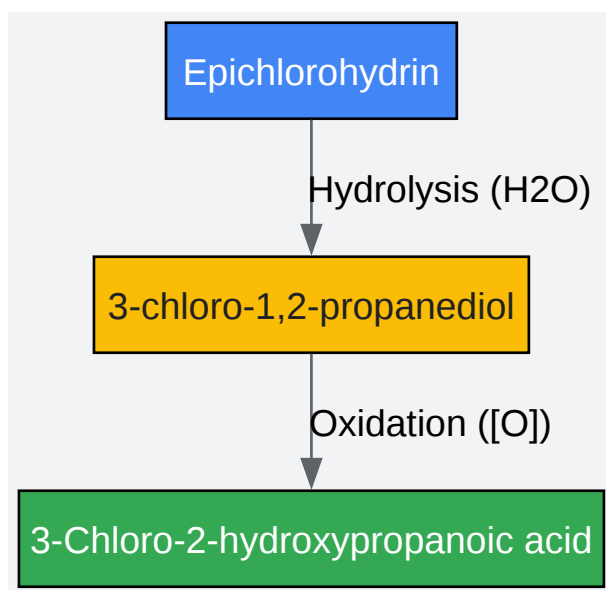 Epichlorohydrin
Hydrolysis (H2O)
3-chloro-1,2-propanediol
Oxidation ([O])
3-Chloro-2-hydroxypropanoic acid